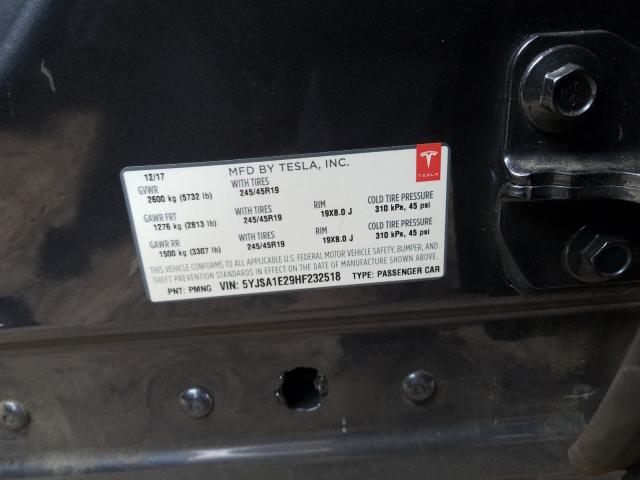 12/17 MFD BY TESLA, INC.
TESLA
GVWR WITH TIRES RIM COLD TIRE PRESSURE
2600 kg (5732 lb) 245/45R19
GAWR FRT WITH TIRES RIM COLD TIRE PRESSURE
1276 kg (2813 lb) 245/45R19 19X8.0 J 310 kPa, 45 psi
GAWR RR WITH TIRES RIM COLD TIRE PRESSURE
1500 kg (3307 lb) 245/45R19 19X8.0 J 310 kPa, 45 psi
THIS VEHICLE CONFORMS TO ALL APPLICABLE U.S. FEDERAL MOTOR VEHICLE SAFETY, BUMPER, AND
THEFT PREVENTION STANDARDS IN EFFECT ON THE DATE OF MANUFACTURE SHOWN ABOVE.
PNT: PMNG VIN: 5YJSA1E29HF232518 TYPE: PASSENGER CAR